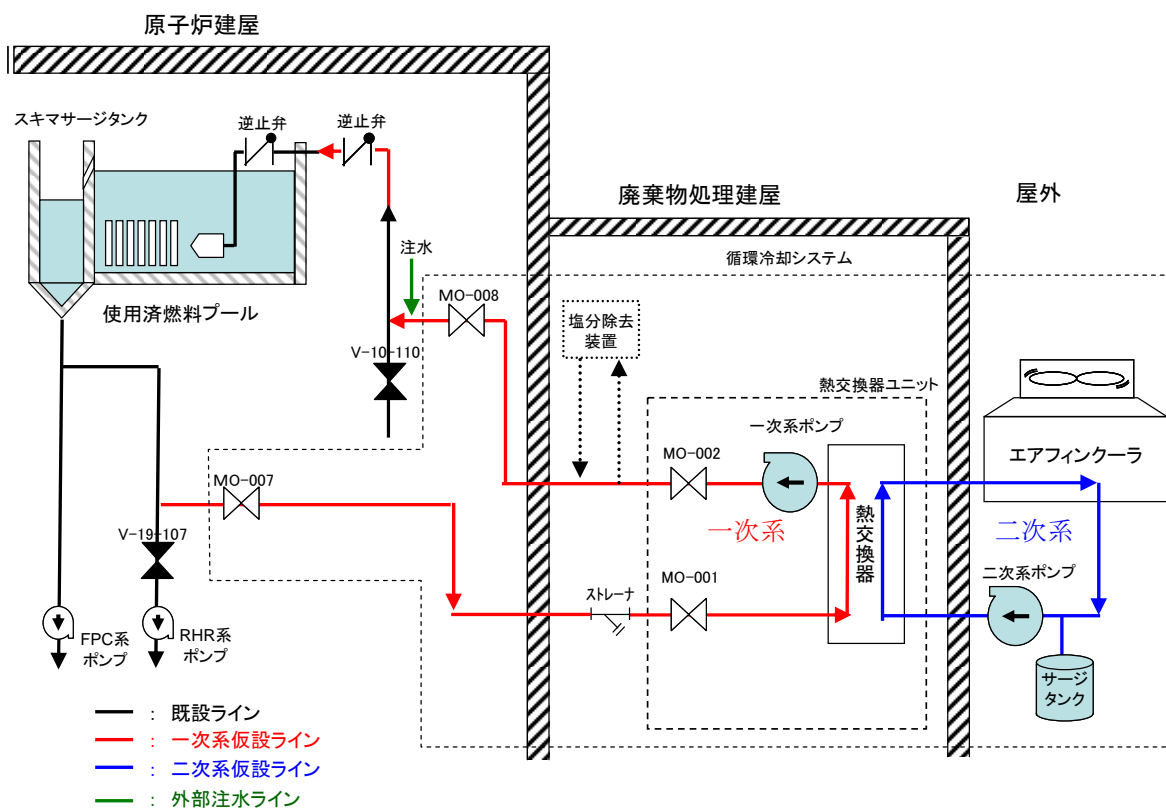 原子炉建屋
スキマサージタンク
逆止弁
逆止弁
廃棄物処理建屋
屋外
注水
循環冷却システム
使用済燃料プール
MO-008
塩分除去
装置
V-10-110
熱交換器ユニット
一次系ポンプ
エアフィンクーラ
MO-002
MO-007
一次系
熱交換器
二次系
V-19-107
二次系ポンプ
ストレーナ
MO-001
FPC系
ポンプ
RHR系
ポンプ
サージ
タンク
: 既設ライン
: 一次系仮設ライン
: 二次系仮設ライン
: 外部注水ライン